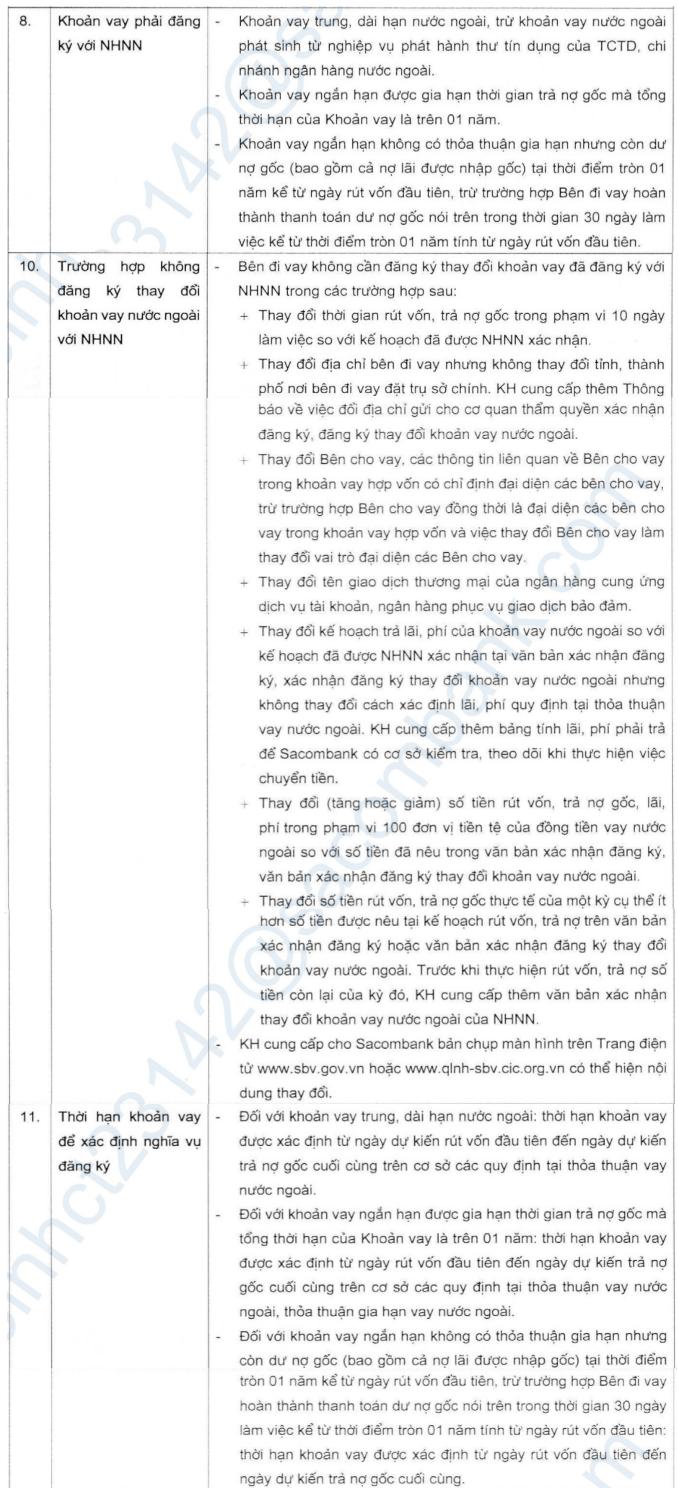 8. Khoản vay phải đăng ký với NHNN
- Khoản vay trung, dài hạn nước ngoài, trừ khoản vay nước ngoài
phát sinh từ nghiệp vụ phát hành thư tín dụng của TCTD, chi
nhánh ngân hàng nước ngoài.
- Khoản vay ngắn hạn được gia hạn thời gian trả nợ gốc mà tổng
thời hạn của Khoản vay là trên 01 năm.
- Khoản vay ngắn hạn không có thỏa thuận gia hạn nhưng còn dư
nợ gốc (bao gồm cả nợ lãi được nhập gốc) tại thời điểm tròn 01
năm kể từ ngày rút vốn đầu tiên, trừ trường hợp Bên đi vay hoàn
thành thanh toán dư nợ gốc nói trên trong thời gian 30 ngày làm
việc kể từ thời điểm tròn 01 năm tính từ ngày rút vốn đầu tiên.
10. Trường hợp không
đăng ký thay đổi
khoản vay nước ngoài
với NHNN
- Bên đi vay không cần đăng ký thay đổi khoản vay đã đăng ký với
NHNN trong các trường hợp sau:
+ Thay đổi thời gian rút vốn, trả nợ gốc trong phạm vi 10 ngày
làm việc so với kế hoạch đã được NHNN xác nhận.
+ Thay đổi địa chỉ bên đi vay nhưng không thay đổi tỉnh, thành
phố nơi bên đi vay đặt trụ sở chính. KH cung cấp thêm Thông
báo về việc đổi địa chỉ gửi cho cơ quan thẩm quyền xác nhận
đăng ký, đăng ký thay đổi khoản vay nước ngoài.
+ Thay đổi Bên cho vay, các thông tin liên quan về Bên cho vay
trong khoản vay hợp vốn có chỉ định đại diện các bên cho vay,
trừ trường hợp Bên cho vay đồng thời là đại diện các bên cho
vay trong khoản vay hợp vốn và việc thay đổi Bên cho vay làm
thay đổi vai trò đại diện các Bên cho vay.
+ Thay đổi tên giao dịch thương mại của ngân hàng cung ứng
dịch vụ tài khoản, ngân hàng phục vụ giao dịch bảo đảm.
+ Thay đổi kế hoạch trả lãi, phí của khoản vay nước ngoài so với
kế hoạch đã được NHNN xác nhận tại văn bản xác nhận đăng
ký, xác nhận đăng ký thay đổi khoản vay nước ngoài nhưng
không thay đổi cách xác định lãi, phí quy định tại thỏa thuận
vay nước ngoài. KH cung cấp thêm bảng tính lãi, phí phải trả
để Sacombank có cơ sở kiểm tra, theo dõi khi thực hiện việc
chuyển tiền.
+ Thay đổi (tăng hoặc giảm) số tiền rút vốn, trả nợ gốc, lãi,
phí trong phạm vi 100 đơn vị tiền tệ của đồng tiền vay nước
ngoài so với số tiền đã nêu trong văn bản xác nhận đăng ký,
văn bản xác nhận đăng ký thay đổi khoản vay nước ngoài.
+ Thay đổi số tiền rút vốn, trả nợ gốc thực tế của một kỳ cụ thể ít
hơn số tiền được nêu tại kế hoạch rút vốn, trả nợ trên văn bản
xác nhận đăng ký hoặc văn bản xác nhận đăng ký thay đổi
khoản vay nước ngoài. Trước khi thực hiện rút vốn, trả nợ số
tiền còn lại của kỳ đó, KH cung cấp thêm văn bản xác nhận
thay đổi khoản vay nước ngoài của NHNN.
- KH cung cấp cho Sacombank bản chụp màn hình trên Trang điện
tử www.sbv.gov.vn hoặc www.qlnh-sbv.cic.org.vn có thể hiện nội
dung thay đổi.
11. Thời hạn khoản vay
để xác định nghĩa vụ
đăng ký
- Đối với khoản vay trung, dài hạn nước ngoài: thời hạn khoản vay
được xác định từ ngày dự kiến rút vốn đầu tiên đến ngày dự kiến
trả nợ gốc cuối cùng trên cơ sở các quy định tại thỏa thuận vay
nước ngoài.
- Đối với khoản vay ngắn hạn được gia hạn thời gian trả nợ gốc mà
tổng thời hạn của Khoản vay là trên 01 năm: thời hạn khoản vay
được xác định từ ngày rút vốn đầu tiên đến ngày dự kiến trả nợ
gốc cuối cùng trên cơ sở các quy định tại thỏa thuận vay nước
ngoài, thỏa thuận gia hạn vay nước ngoài.
- Đối với khoản vay ngắn hạn không có thỏa thuận gia hạn nhưng
còn dư nợ gốc (bao gồm cả nợ lãi được nhập gốc) tại thời điểm
tròn 01 năm kể từ ngày rút vốn đầu tiên, trừ trường hợp Bên đi vay
hoàn thành thanh toán dư nợ gốc nói trên trong thời gian 30 ngày
làm việc kể từ thời điểm tròn 01 năm tính từ ngày rút vốn đầu tiên:
thời hạn khoản vay được xác định từ ngày rút vốn đầu tiên đến
ngày dự kiến trả nợ gốc cuối cùng.